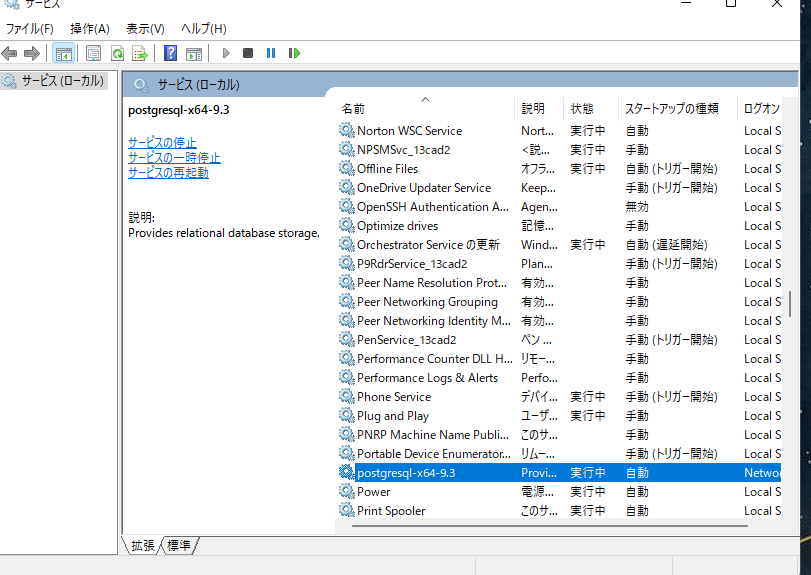 サービス
ファイル(F) 操作(A) 表示(V) ヘルプ(H)
サービス (ローカル)
サービス (ローカル)
postgresql-x64-9.3
サービスの停止
サービスの一時停止
サービスの再起動
説明:
Provides relational database storage.
名前 説明 状態 スタートアップの種類 ログオン
Norton WSC Service Nort... 実行中 自動 Local S
NPSMSvc_13cad2 <説... 実行中 手動 Local S
Offline Files オフラ... 実行中 自動 (トリガー開始) Local S
OneDrive Updater Service Keep... 手動 (トリガー開始) Local S
OpenSSH Authentication A... Agen... 無効 Local S
Optimize drives 記憶... 手動 Local S
Orchestrator Service の更新 Wind... 実行中 自動 (遅延開始) Local S
P9RdrService_13cad2 Plan... 手動 (トリガー開始) Local S
Peer Name Resolution Prot... 有効... 手動 Local S
Peer Networking Grouping 有効... 手動 Local S
Peer Networking Identity M... 有効... 手動 Local S
PenService_13cad2 ペン ... 手動 (トリガー開始) Local S
Performance Counter DLL H... リモー... 手動 Local S
Performance Logs & Alerts Perfo... 手動 Local S
Phone Service デバイ... 実行中 手動 (トリガー開始) Local S
Plug and Play ユーザ... 実行中 手動 Local S
PNRP Machine Name Publi... このサ... 手動 Local S
Portable Device Enumerator... リムー... 手動 (トリガー開始) Local S
postgresql-x64-9.3 Provi... 実行中 自動 Networ
Power 電源... 実行中 自動 Local S
Print Spooler このサ... 実行中 自動 Local S
拡張 標準